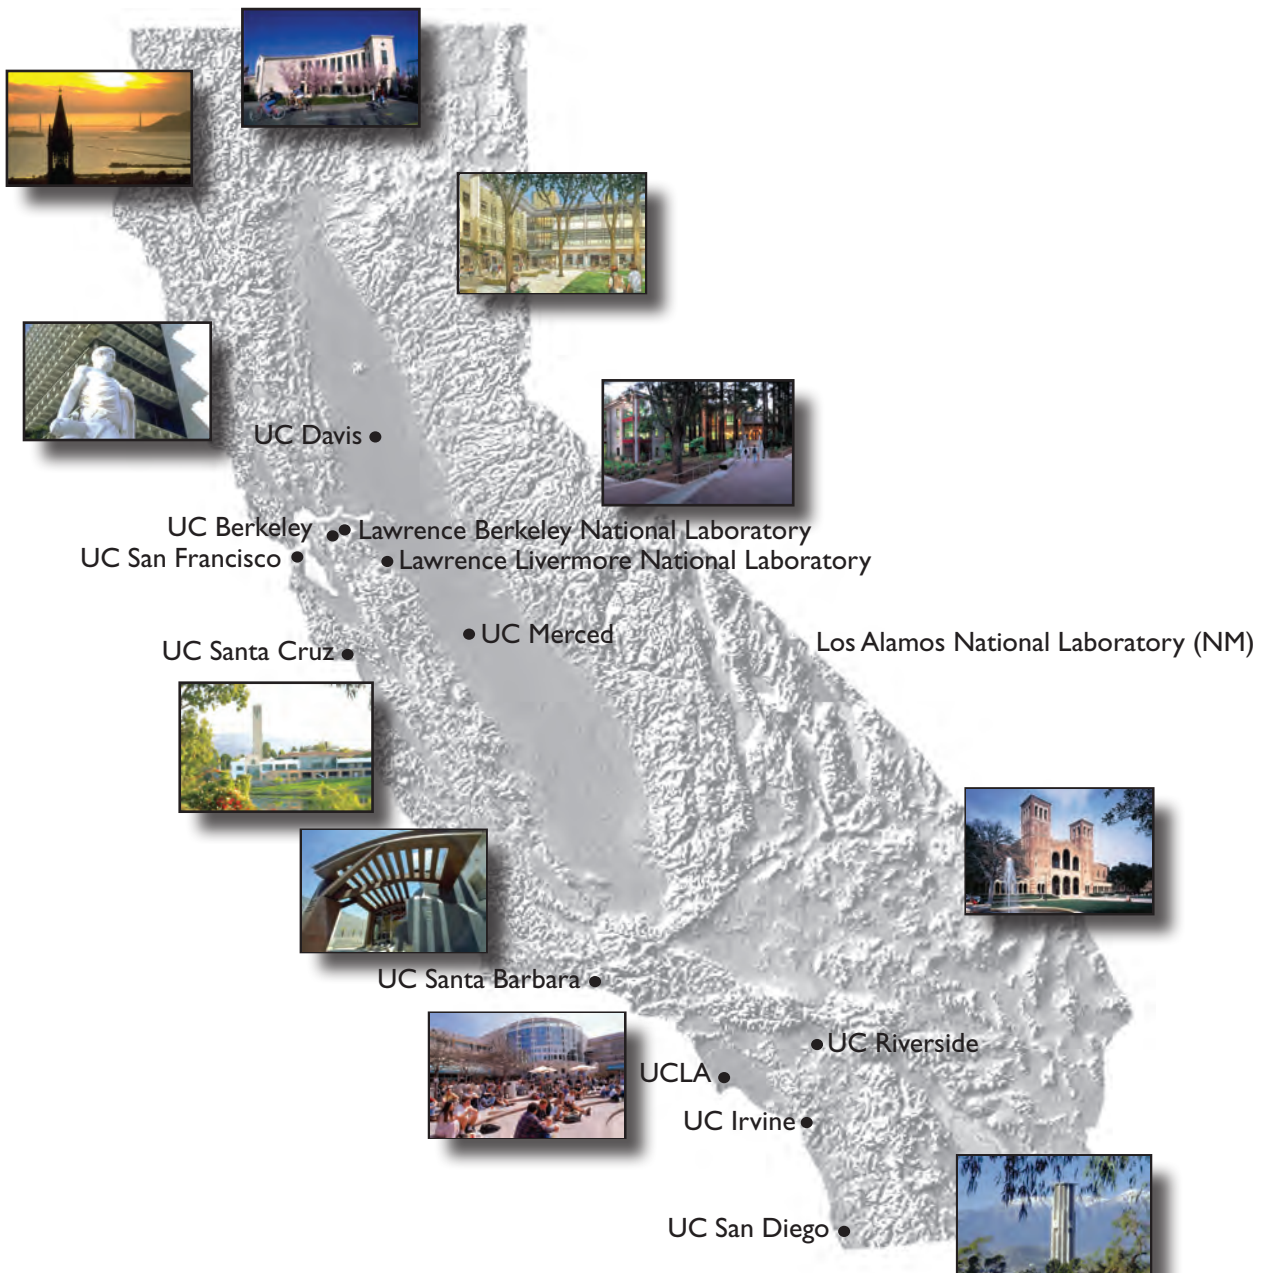 UC Davis
UC Berkeley
Lawrence Berkeley National Laboratory
UC San Francisco
Lawrence Livermore National Laboratory
UC Merced
Los Alamos National Laboratory (NM)
UC Santa Cruz
UC Santa Barbara
UC Riverside
UCLA
UC Irvine
UC San Diego